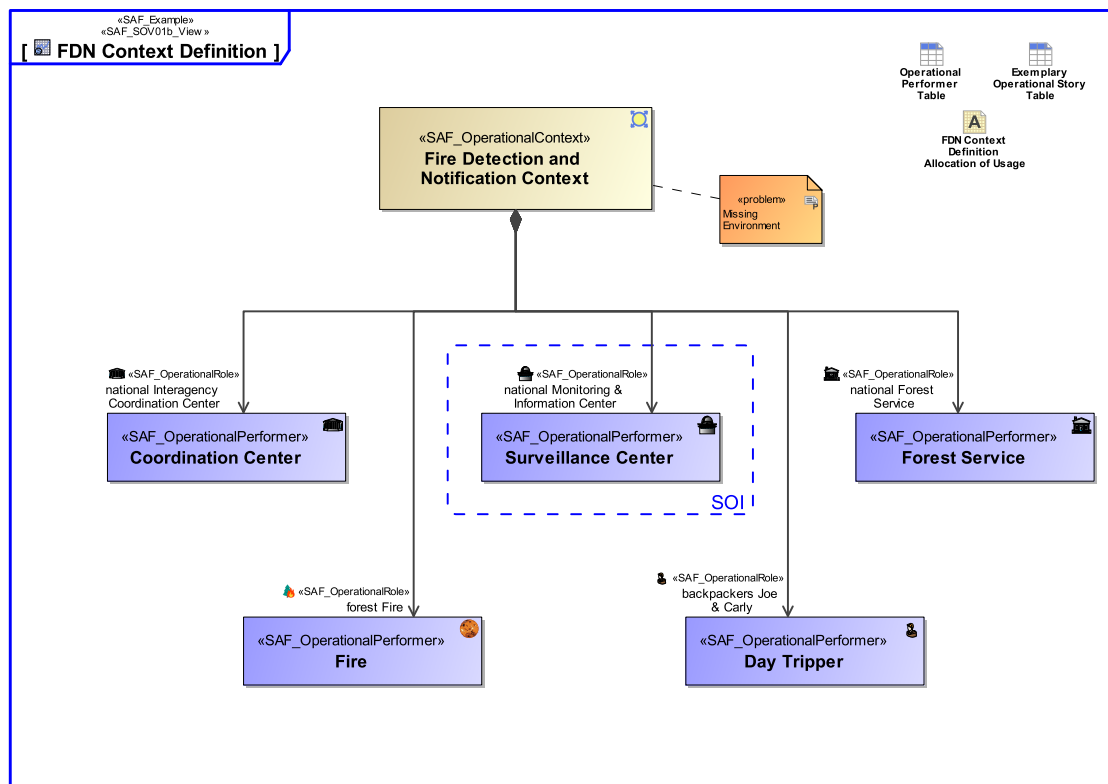 «SAF_Example»
«SAF_SOV01b_View »
[ FDN Context Definition ]
Operational
Performer
Table
Exemplary
Operational Story
Table
A
FDN Context
Definition
Allocation of Usage
«SAF_OperationalContext»
Fire Detection and
Notification Context
«problem»
P
Missing
Environment
«SAF_OperationalRole»
national Interagency
Coordination Center
«SAF_OperationalPerformer»
Coordination Center
«SAF_OperationalRole»
national Monitoring &
Information Center
«SAF_OperationalPerformer»
Surveillance Center
SOI
«SAF_OperationalRole»
national Forest
Service
«SAF_OperationalPerformer»
Forest Service
«SAF_OperationalRole»
forest Fire
«SAF_OperationalPerformer»
Fire
«SAF_OperationalRole»
backpackers Joe
& Carly
«SAF_OperationalPerformer»
Day Tripper